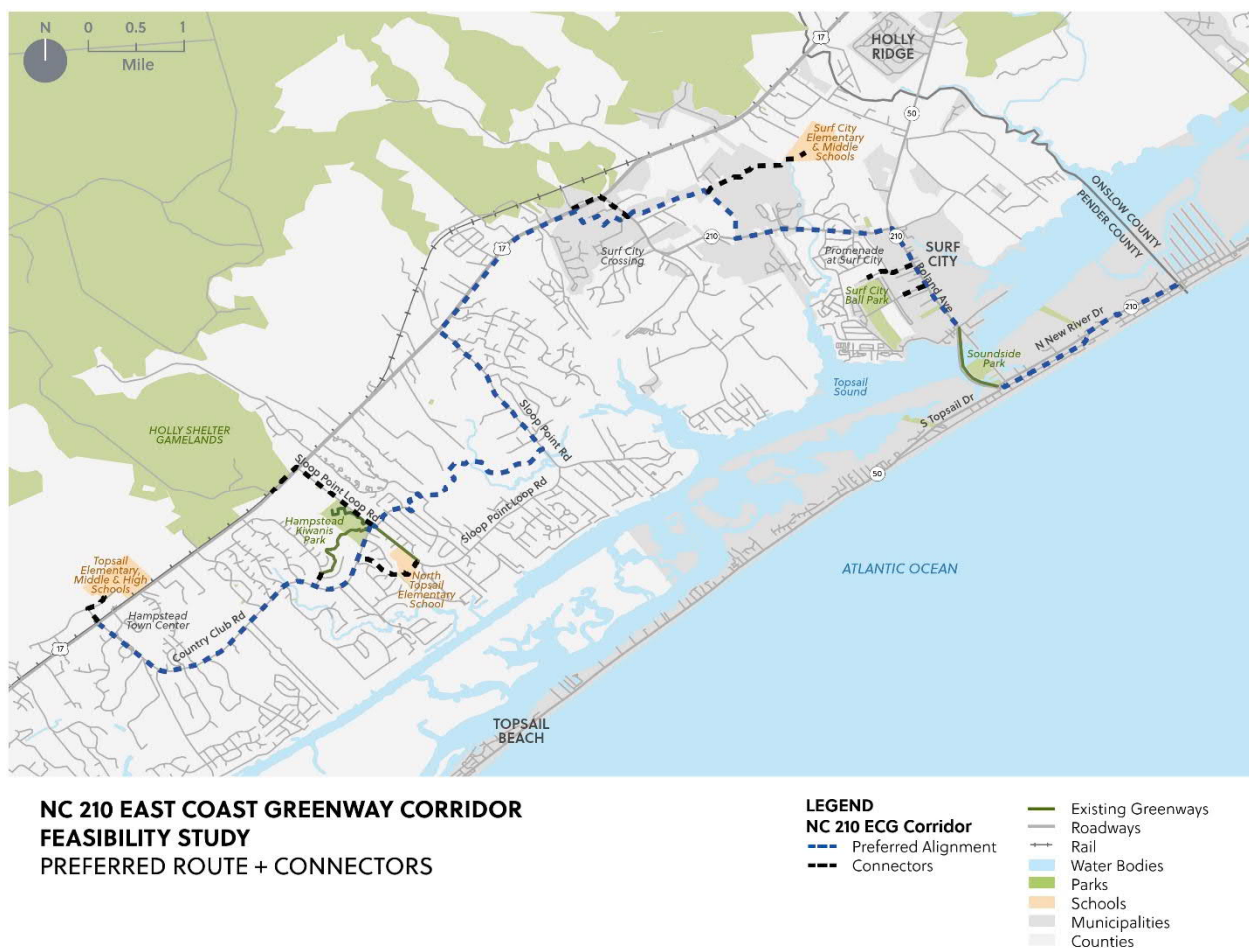 N
0 0.5 1
Mile
17
HOLLY
RIDGE
50
Surf City
Elementary
& Middle
Schools
ONSLOW COUNTY
PENDER COUNTY
17
210
210
Surf City
Crossing
Promenade
at Surf City
SURF
CITY
Roland Ave
Surf City
Ball Park
210
N New River Dr
Soundside
Park
Topsail
Sound
S Topsail Dr
50
HOLLY SHELTER
GAMELANDS
Sloop Point Rd
Sloop Point Loop Rd
Sloop Point Loop Rd
Hampstead
Kiwanis
Park
Topsail
Elementary,
Middle & High
Schools
North
Topsail
Elementary
School
ATLANTIC OCEAN
Hampstead
Town Center
Country Club Rd
17
TOPSAIL
BEACH
NC 210 EAST COAST GREENWAY CORRIDOR
FEASIBILITY STUDY
PREFERRED ROUTE + CONNECTORS
LEGEND
NC 210 ECG Corridor
Preferred Alignment
Connectors
Existing Greenways
Roadways
Rail
Water Bodies
Parks
Schools
Municipalities
Counties